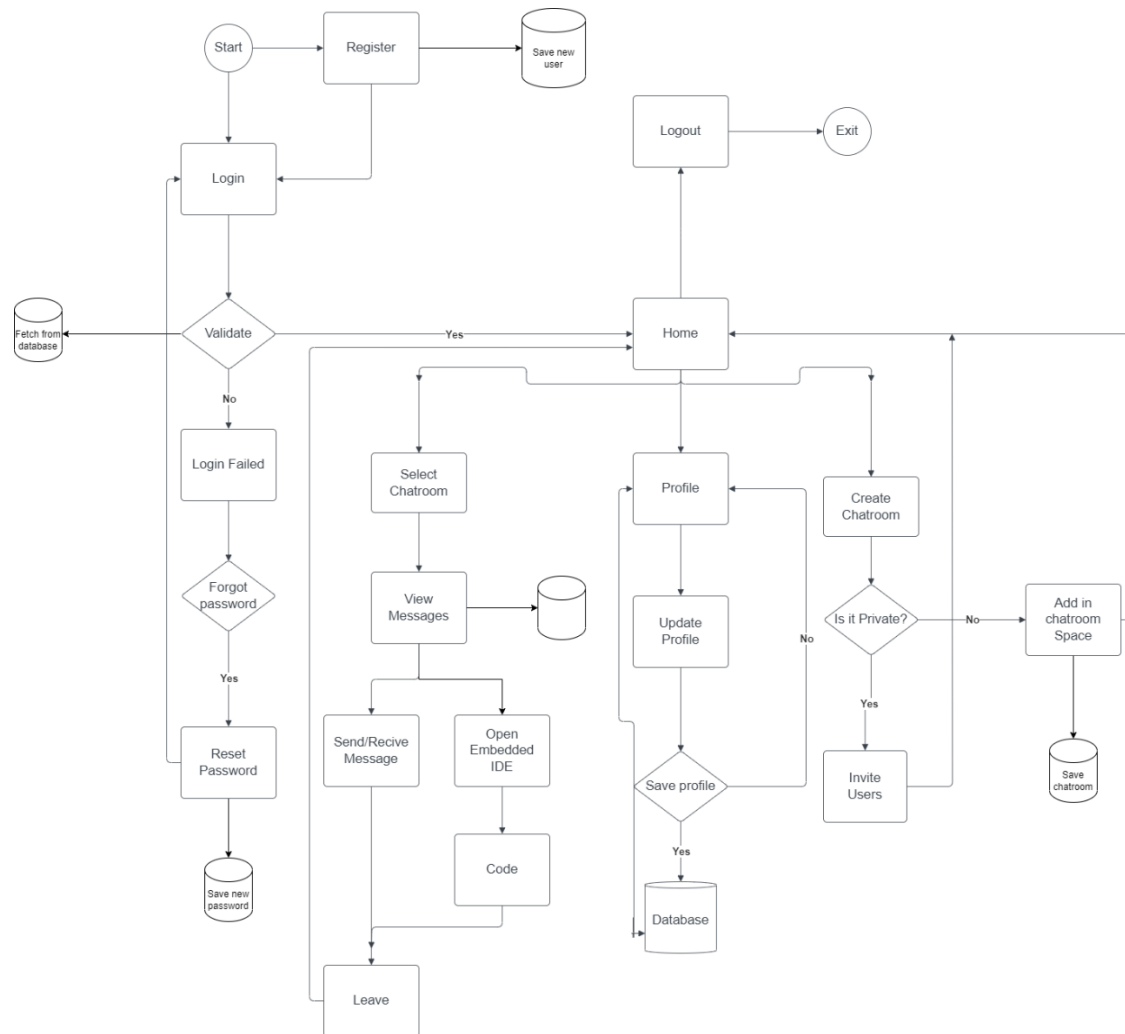 Start
Register
Save new
user
Logout
Exit
Login
Fetch from
database
Validate
Yes
Home
No
Login Failed
Select
Chatroom
Profile
Create
Chatroom
Forgot
password
View
Messages
Update
Profile
No
Is it Private?
No
Add in
chatroom
Space
Yes
Yes
Reset
Password
Send/Recive
Message
Open
Embedded
IDE
Save profile
Invite
Users
Save
chatroom
Yes
Code
Save new
password
Database
Leave